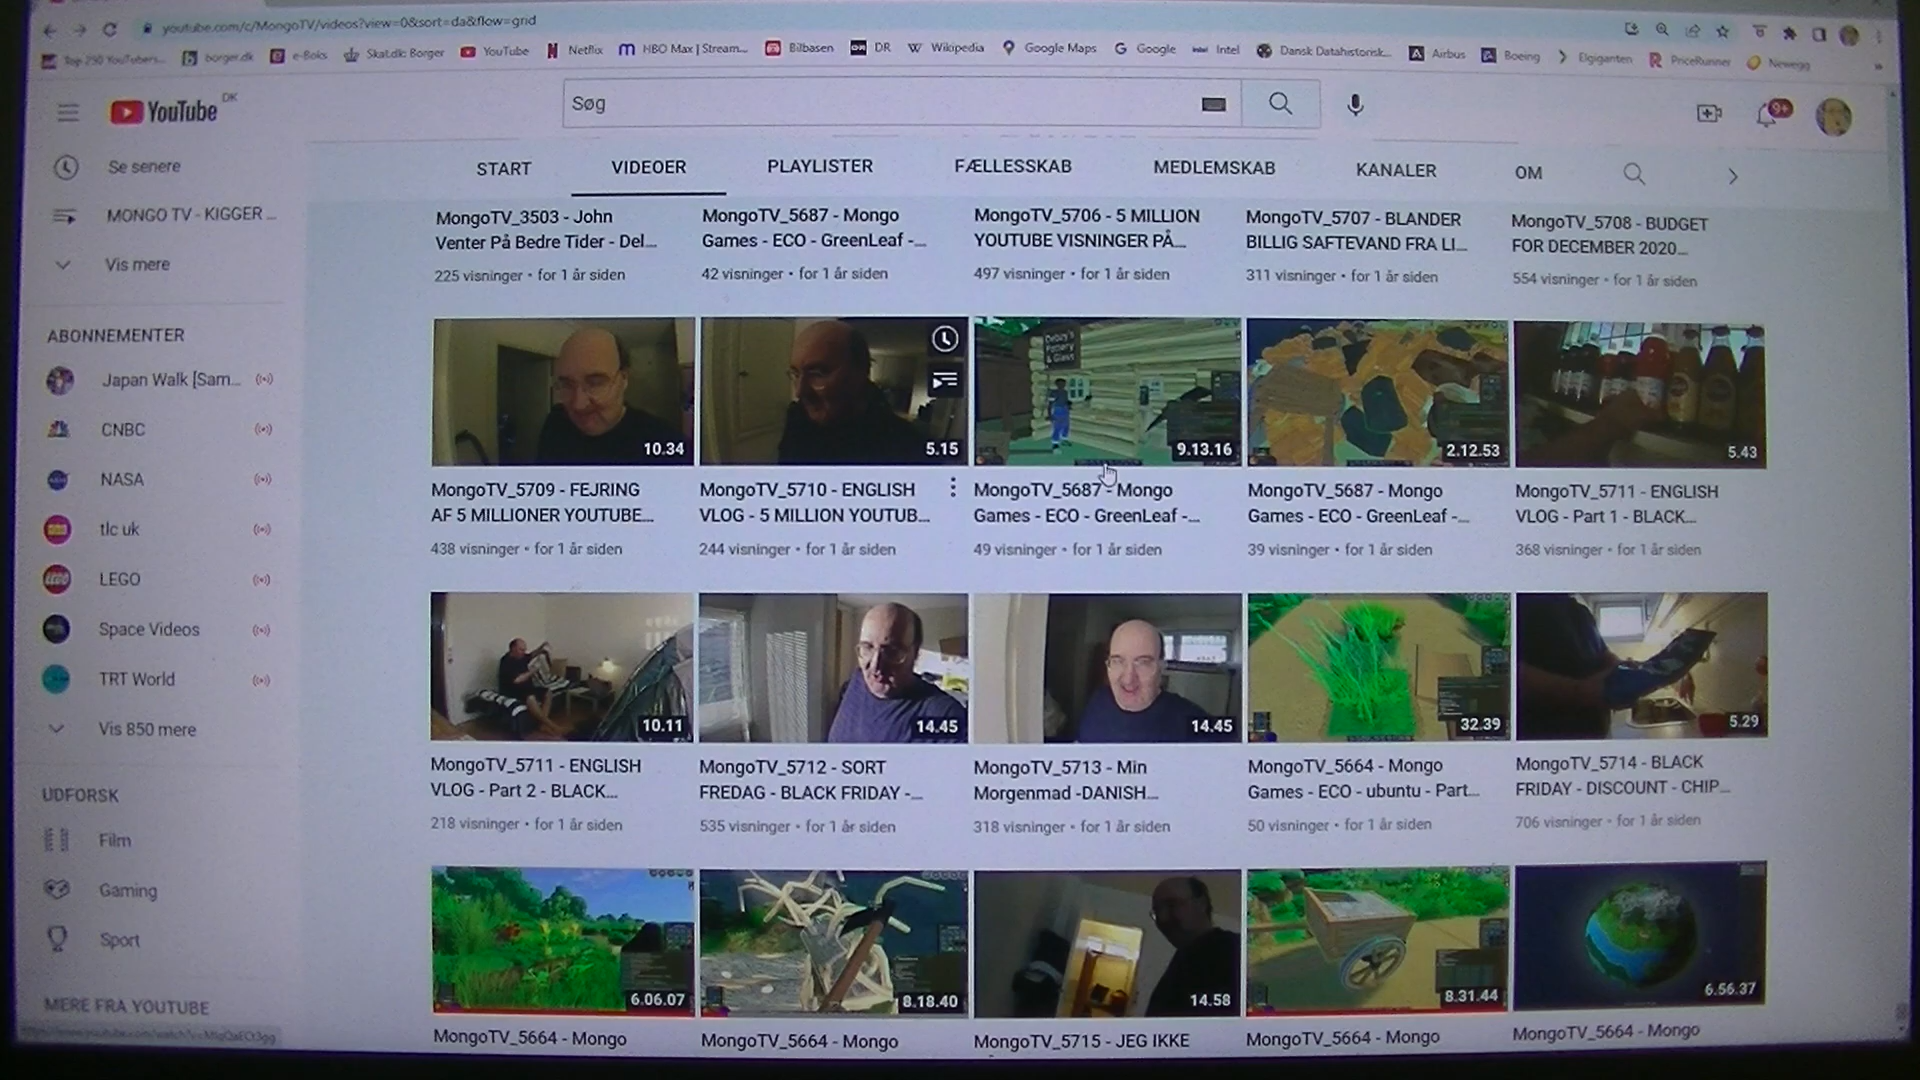 youtube.com/c/MongoTV/videos?view=0&sort=da&flow=grid
Top 250 YouTubers... borger.dk e-Boks Skat.dk: Borger YouTube Netflix HBO Max | Stream... Bilbasen DR Wikipedia Google Maps Google Intel Dansk Datahistorisk... Airbus Boeing Elgiganten PriceRunner Newegg
YouTube DK
Søg
9+
START VIDEOER PLAYLISTER FÆLLESSKAB MEDLEMSKAB KANALER OM
Se senere
MONGO TV - KIGGER ...
Vis mere
ABONNEMENTER
Japan Walk [Sam...
CNBC
NASA
tlc uk
LEGO
Space Videos
TRT World
Vis 850 mere
UDFORSK
Film
Gaming
Sport
MERE FRA YOUTUBE
MongoTV_3503 - John
Venter På Bedre Tider - Del...
225 visninger • for 1 år siden
MongoTV_5687 - Mongo
Games - ECO - GreenLeaf -...
42 visninger • for 1 år siden
MongoTV_5706 - 5 MILLION
YOUTUBE VISNINGER PÅ...
497 visninger • for 1 år siden
MongoTV_5707 - BLANDER
BILLIG SAFTEVAND FRA LI...
311 visninger • for 1 år siden
MongoTV_5708 - BUDGET
FOR DECEMBER 2020...
554 visninger • for 1 år siden
10.34
MongoTV_5709 - FEJRING
AF 5 MILLIONER YOUTUBE...
438 visninger • for 1 år siden
5.15
MongoTV_5710 - ENGLISH
VLOG - 5 MILLION YOUTUB...
244 visninger • for 1 år siden
Pottery
& Glass
9.13.16
MongoTV_5687 - Mongo
Games - ECO - GreenLeaf -...
49 visninger • for 1 år siden
2.12.53
MongoTV_5687 - Mongo
Games - ECO - GreenLeaf -...
39 visninger • for 1 år siden
5.43
MongoTV_5711 - ENGLISH
VLOG - Part 1 - BLACK...
368 visninger • for 1 år siden
10.11
MongoTV_5711 - ENGLISH
VLOG - Part 2 - BLACK...
218 visninger • for 1 år siden
14.45
MongoTV_5712 - SORT
FREDAG - BLACK FRIDAY -...
535 visninger • for 1 år siden
14.45
MongoTV_5713 - Min
Morgenmad -DANISH...
318 visninger • for 1 år siden
32.39
MongoTV_5664 - Mongo
Games - ECO - ubuntu - Part...
50 visninger • for 1 år siden
5.29
MongoTV_5714 - BLACK
FRIDAY - DISCOUNT - CHIP...
706 visninger • for 1 år siden
6.06.07
MongoTV_5664 - Mongo
8.18.40
MongoTV_5664 - Mongo
14.58
MongoTV_5715 - JEG IKKE
8.31.44
MongoTV_5664 - Mongo
6.56.37
MongoTV_5664 - Mongo